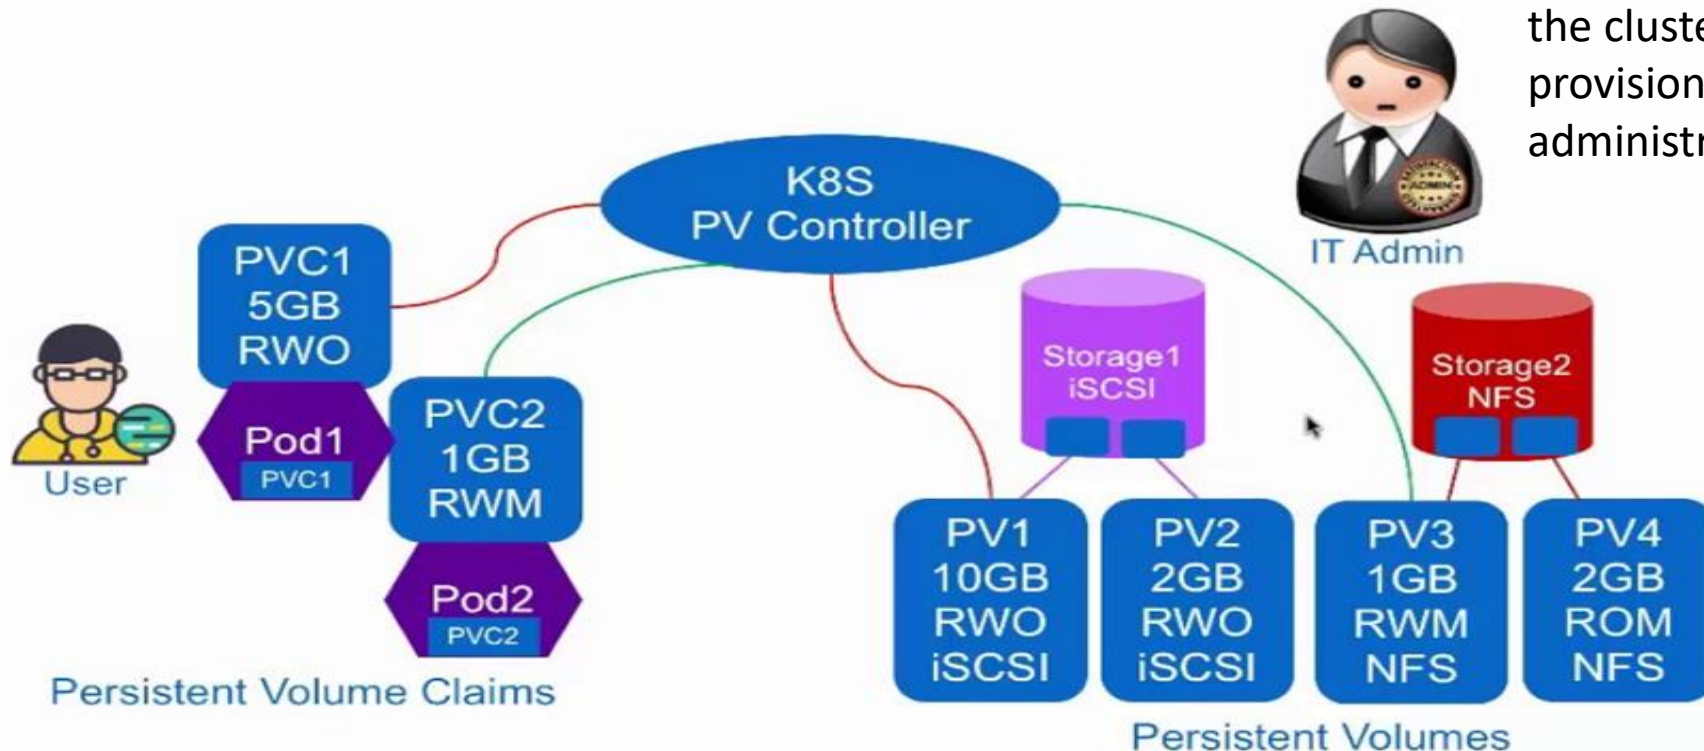 the cluste
provision
administr
K8S
PV Controller
ADMIN
IT Admin
PVC1
5GB
RWO
Pod1
PVC1
User
PVC2
1GB
RWM
Pod2
PVC2
Persistent Volume Claims
Storage1
iSCSI
Storage2
NFS
PV1
10GB
RWO
iSCSI
PV2
2GB
RWO
iSCSI
PV3
1GB
RWM
NFS
PV4
2GB
ROM
NFS
Persistent Volumes